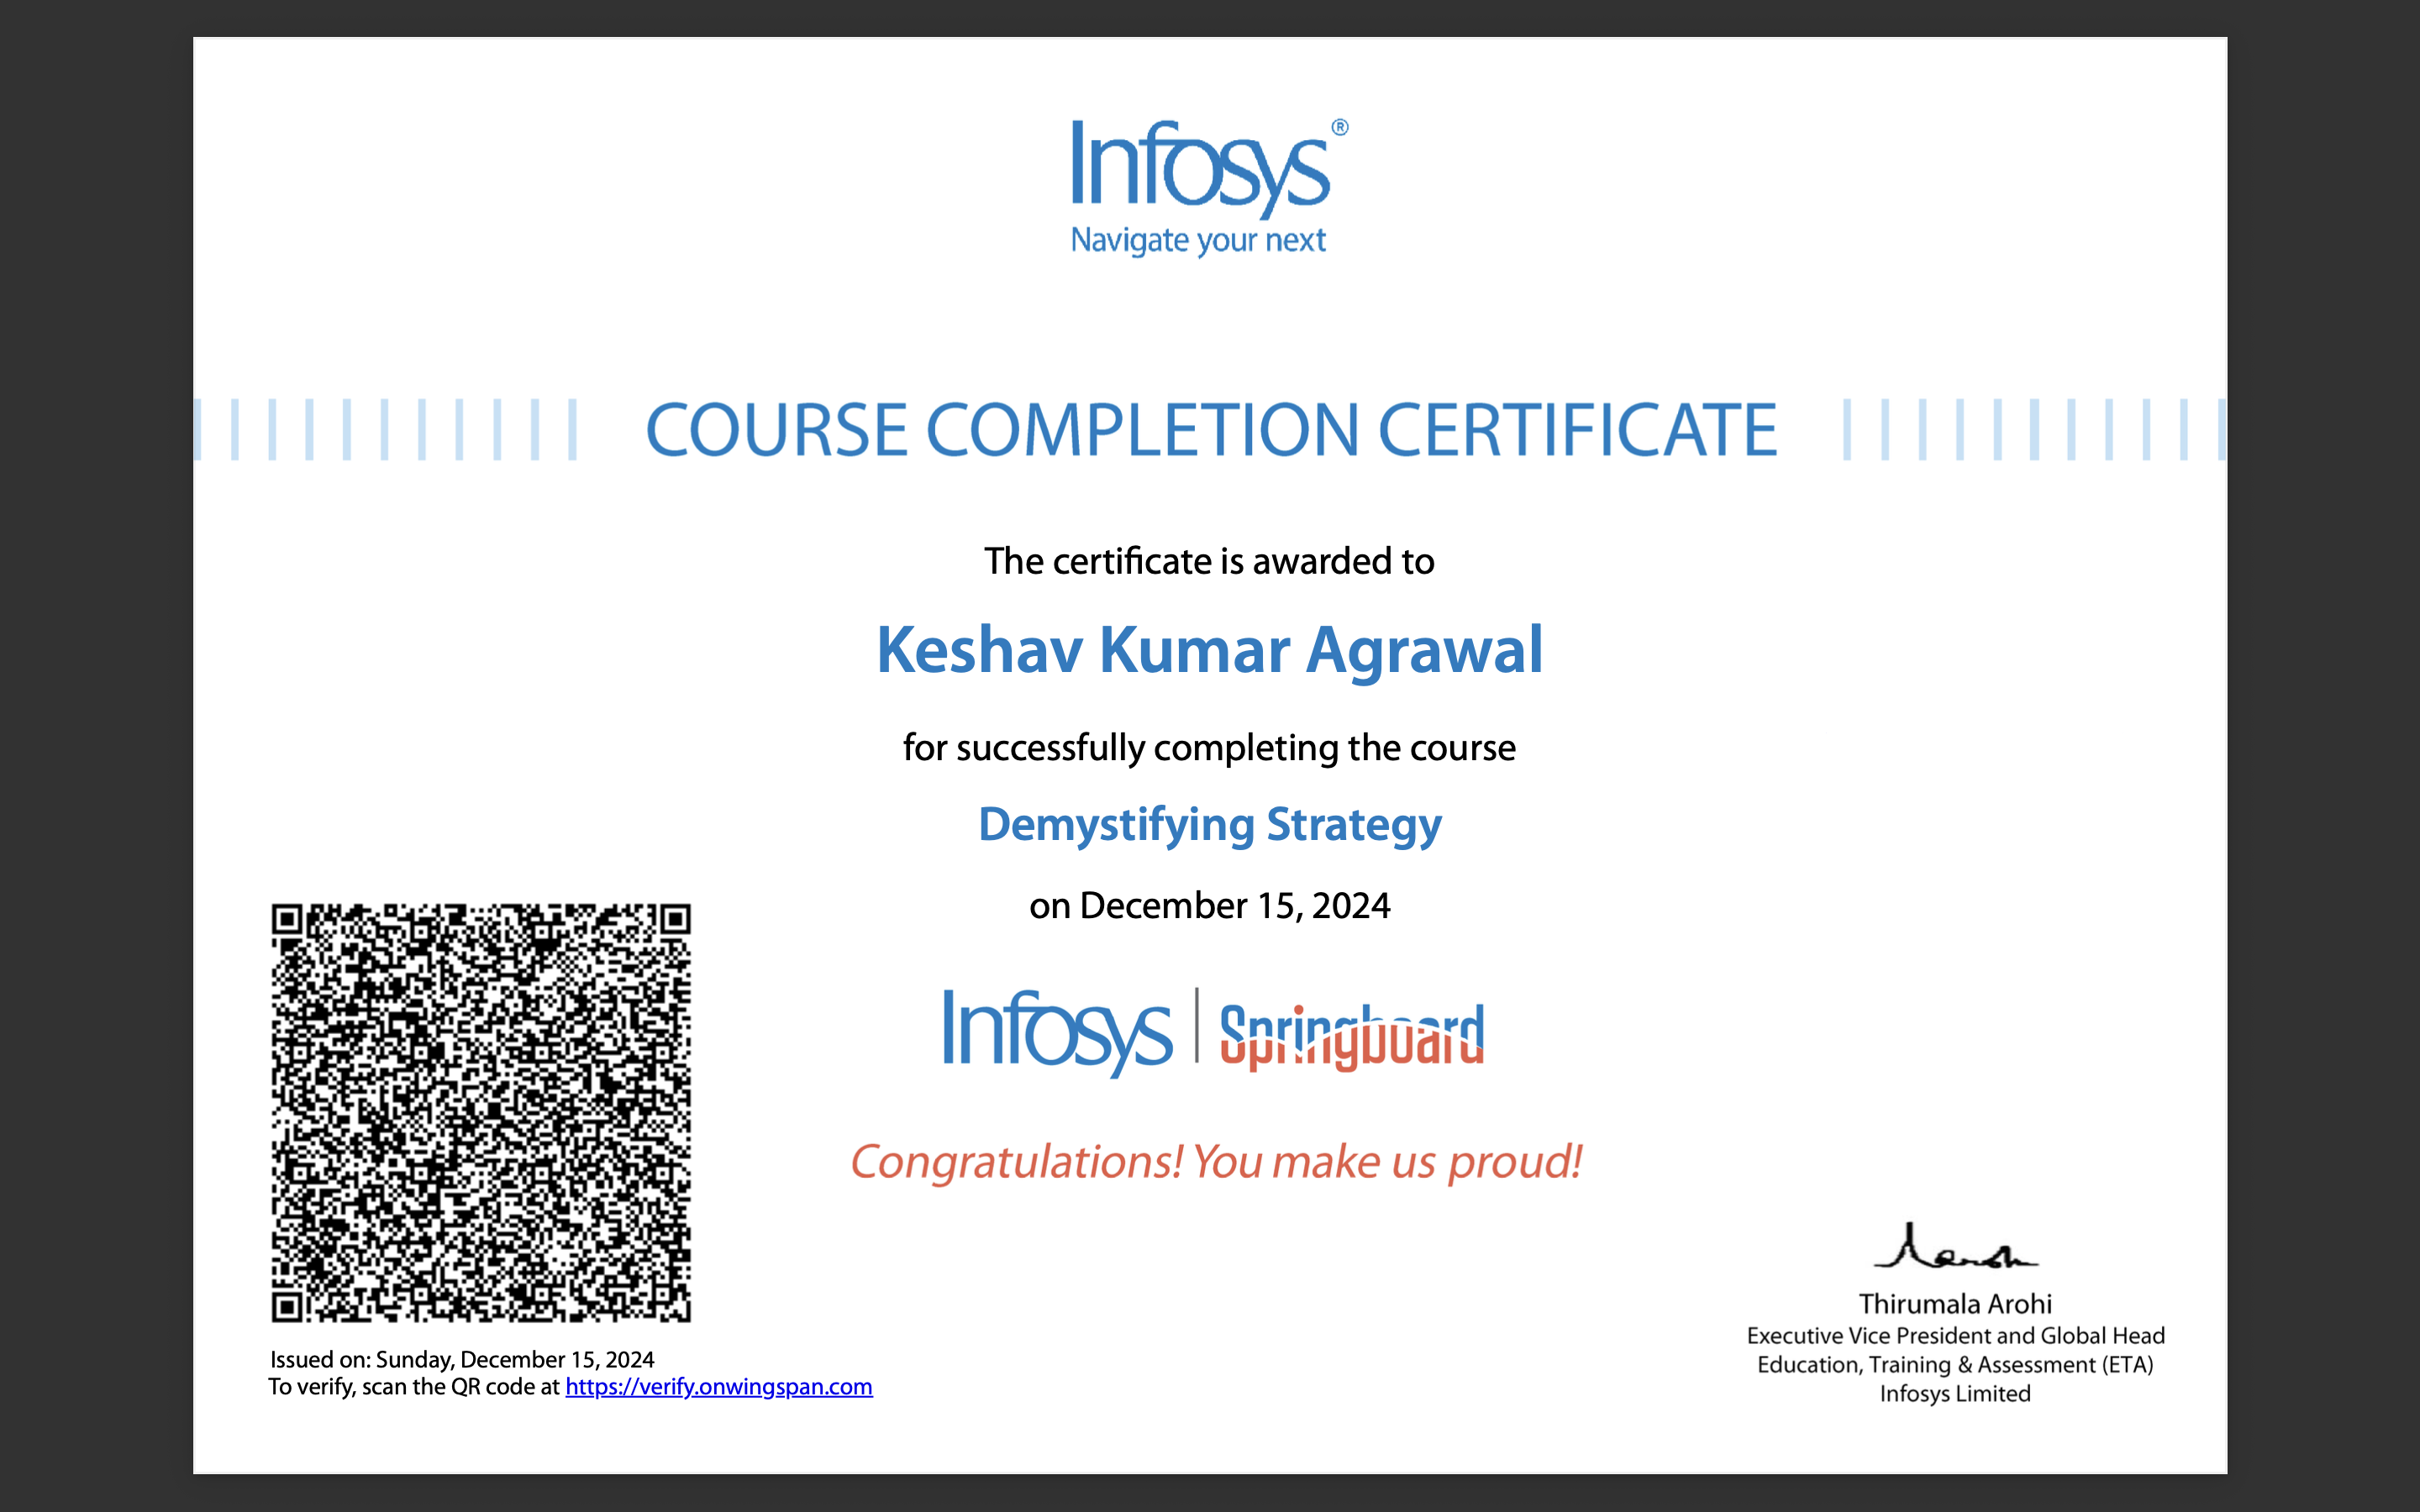 Infosys®
Navigate your next
COURSE COMPLETION CERTIFICATE
The certificate is awarded to
Keshav Kumar Agrawal
for successfully completing the course
Demystifying Strategy
on December 15, 2024
Infosys | Springboard
Congratulations! You make us proud!
Issued on: Sunday, December 15, 2024
To verify, scan the QR code at https://verify.onwingspan.com
Thirumala Arohi
Executive Vice President and Global Head
Education, Training & Assessment (ETA)
Infosys Limited